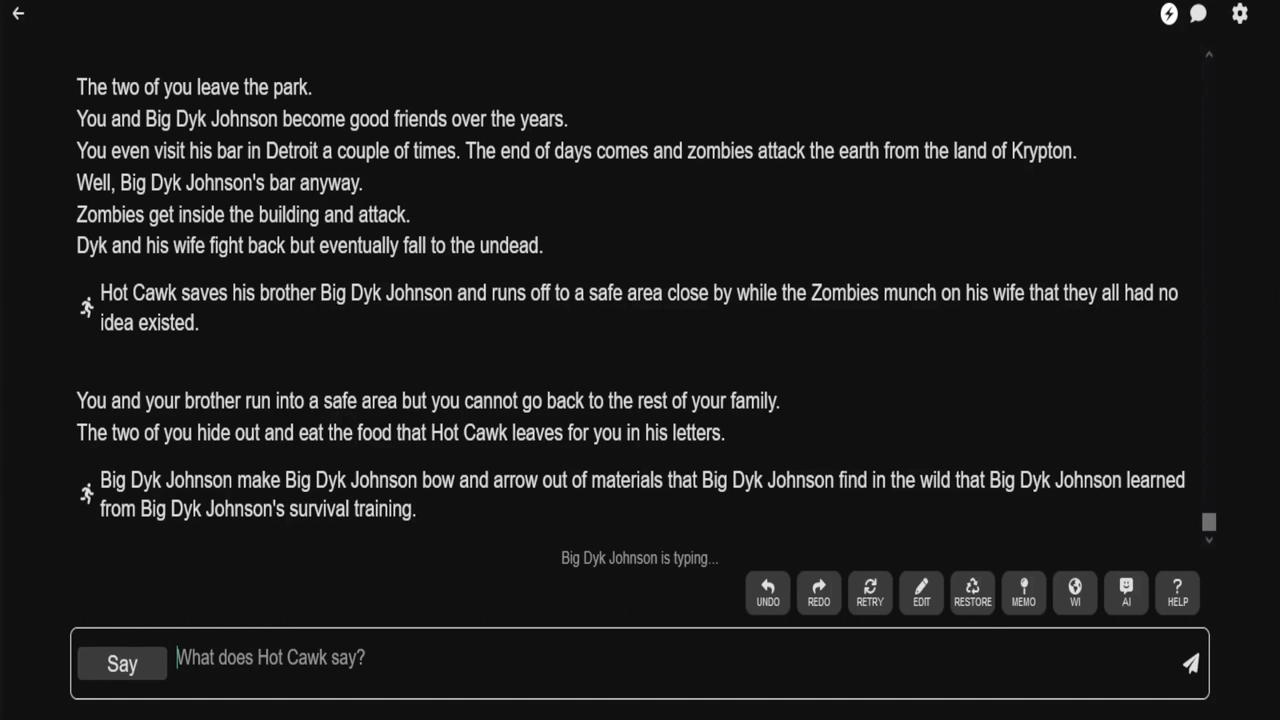 The two of you leave the park.
You and Big Dyk Johnson become good friends over the years.
You even visit his bar in Detroit a couple of times. The end of days comes and zombies attack the earth from the land of Krypton.
Well, Big Dyk Johnson's bar anyway.
Zombies get inside the building and attack.
Dyk and his wife fight back but eventually fall to the undead.
Hot Cawk saves his brother Big Dyk Johnson and runs off to a safe area close by while the Zombies munch on his wife that they all had no
idea existed.
You and your brother run into a safe area but you cannot go back to the rest of your family.
The two of you hide out and eat the food that Hot Cawk leaves for you in his letters.
Big Dyk Johnson make Big Dyk Johnson bow and arrow out of materials that Big Dyk Johnson find in the wild that Big Dyk Johnson learned
from Big Dyk Johnson's survival training.
Big Dyk Johnson is typing...
UNDO REDO RETRY EDIT RESTORE MEMO WI AI HELP
Say What does Hot Cawk say?